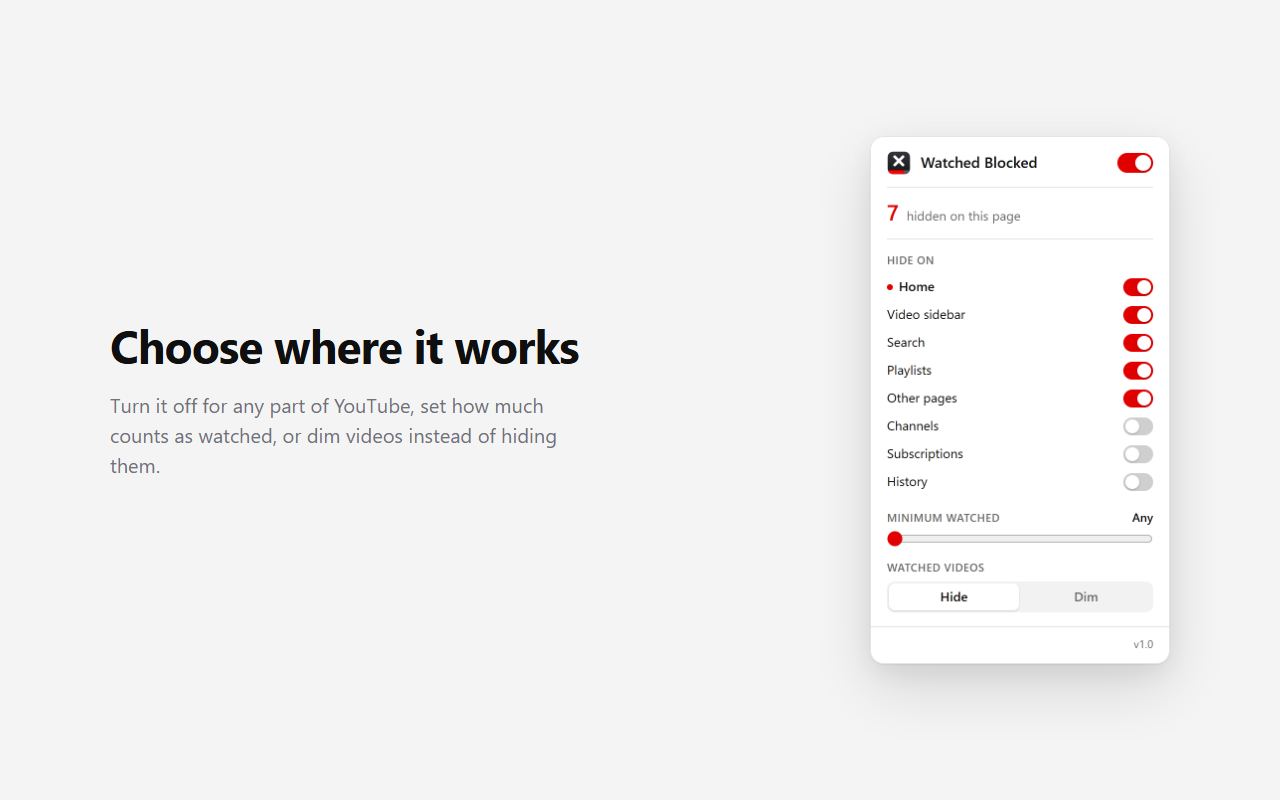 Choose where it works
Turn it off for any part of YouTube, set how much
counts as watched, or dim videos instead of hiding
them.
Watched Blocked
7 hidden on this page
HIDE ON
Home
Video sidebar
Search
Playlists
Other pages
Channels
Subscriptions
History
MINIMUM WATCHED Any
WATCHED VIDEOS
Hide Dim
v1.0